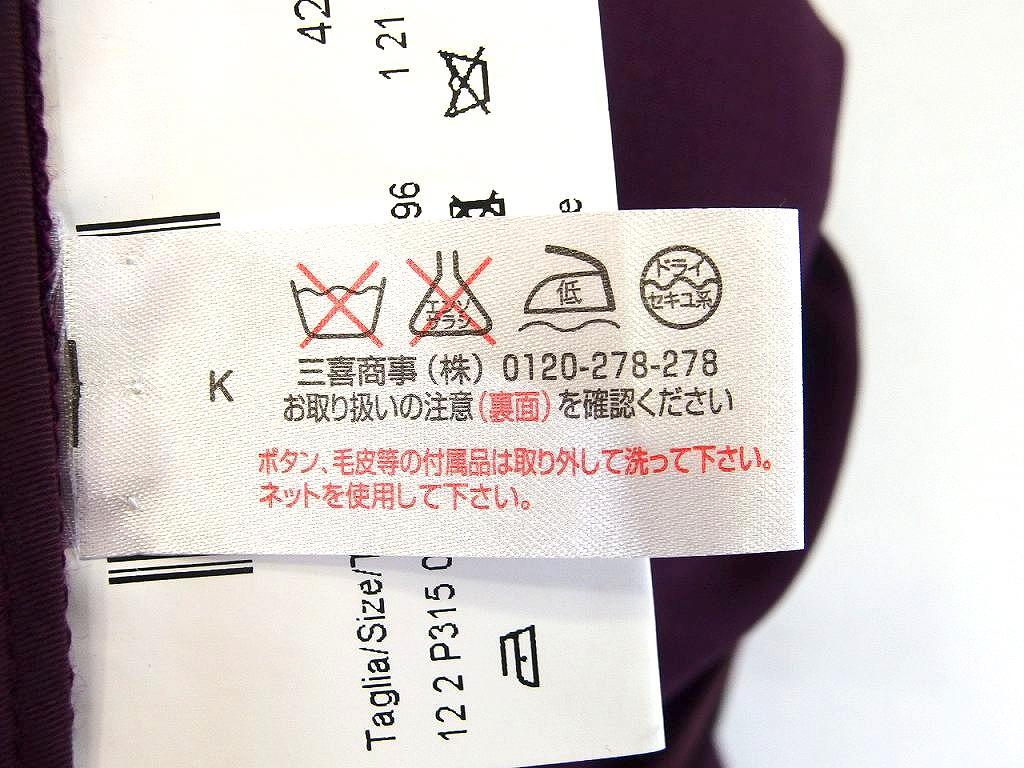 42
1 21
96
e
エンソ
サラシ
低
ドライ
セキユ系
K
三喜商事(株) 0120-278-278
お取り扱いの注意(裏面)を確認ください
ボタン、毛皮等の付属品は取り外して洗って下さい。
ネットを使用して下さい。
Taglia/Size/T
12 2 P315 0